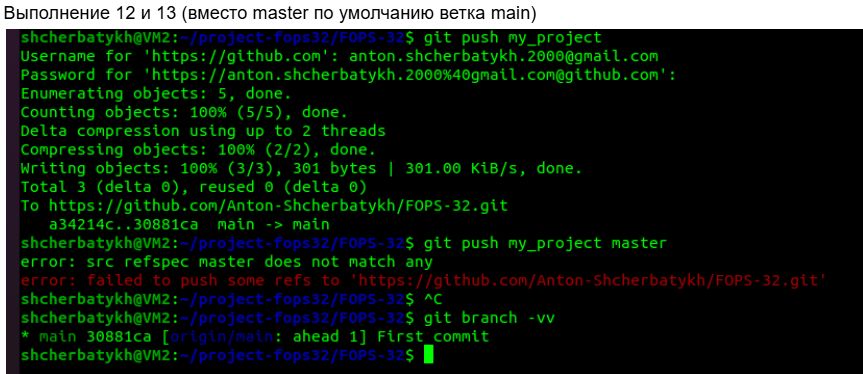 Выполнение 12 и 13 (вместо master по умолчанию ветка main)
shcherbatykh@VM2:~/project-fops32/FOPS-32$ git push my_project
Username for 'https://github.com': anton.shcherbatykh.2000@gmail.com
Password for 'https://anton.shcherbatykh.2000%40gmail.com@github.com':
Enumerating objects: 5, done.
Counting objects: 100% (5/5), done.
Delta compression using up to 2 threads
Compressing objects: 100% (2/2), done.
Writing objects: 100% (3/3), 301 bytes | 301.00 KiB/s, done.
Total 3 (delta 0), reused 0 (delta 0)
To https://github.com/Anton-Shcherbatykh/FOPS-32.git
   a34214c..30881ca  main -> main
shcherbatykh@VM2:~/project-fops32/FOPS-32$ git push my_project master
error: src refspec master does not match any
error: failed to push some refs to 'https://github.com/Anton-Shcherbatykh/FOPS-32.git'
shcherbatykh@VM2:~/project-fops32/FOPS-32$ ^C
shcherbatykh@VM2:~/project-fops32/FOPS-32$ git branch -vv
* main 30881ca [origin/main: ahead 1] First commit
shcherbatykh@VM2:~/project-fops32/FOPS-32$